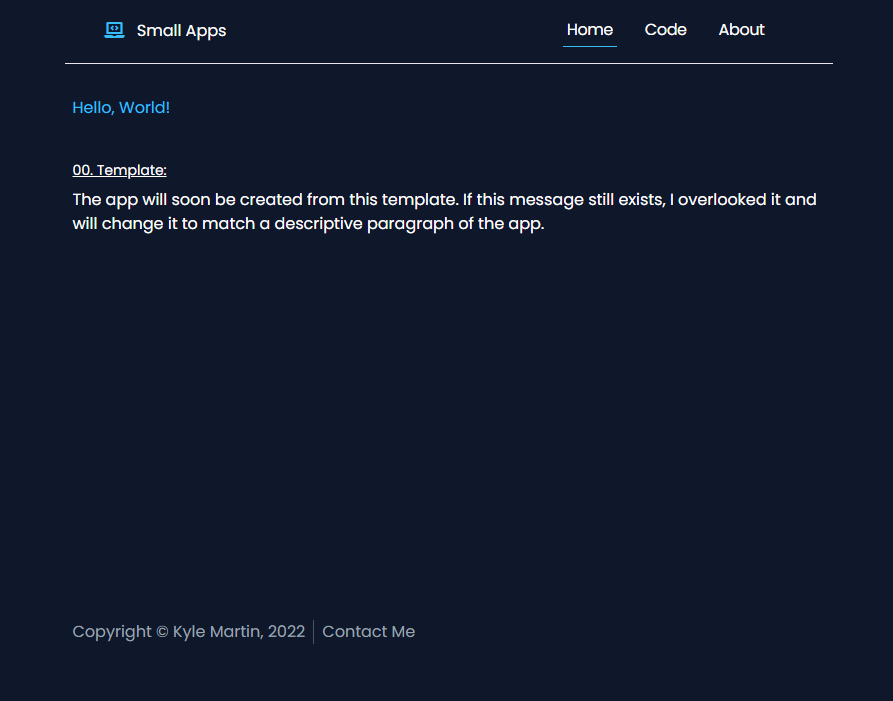 Small Apps Home Code About
Hello, World!
00. Template:
The app will soon be created from this template. If this message still exists, I overlooked it and
will change it to match a descriptive paragraph of the app.
Copyright © Kyle Martin, 2022 Contact Me